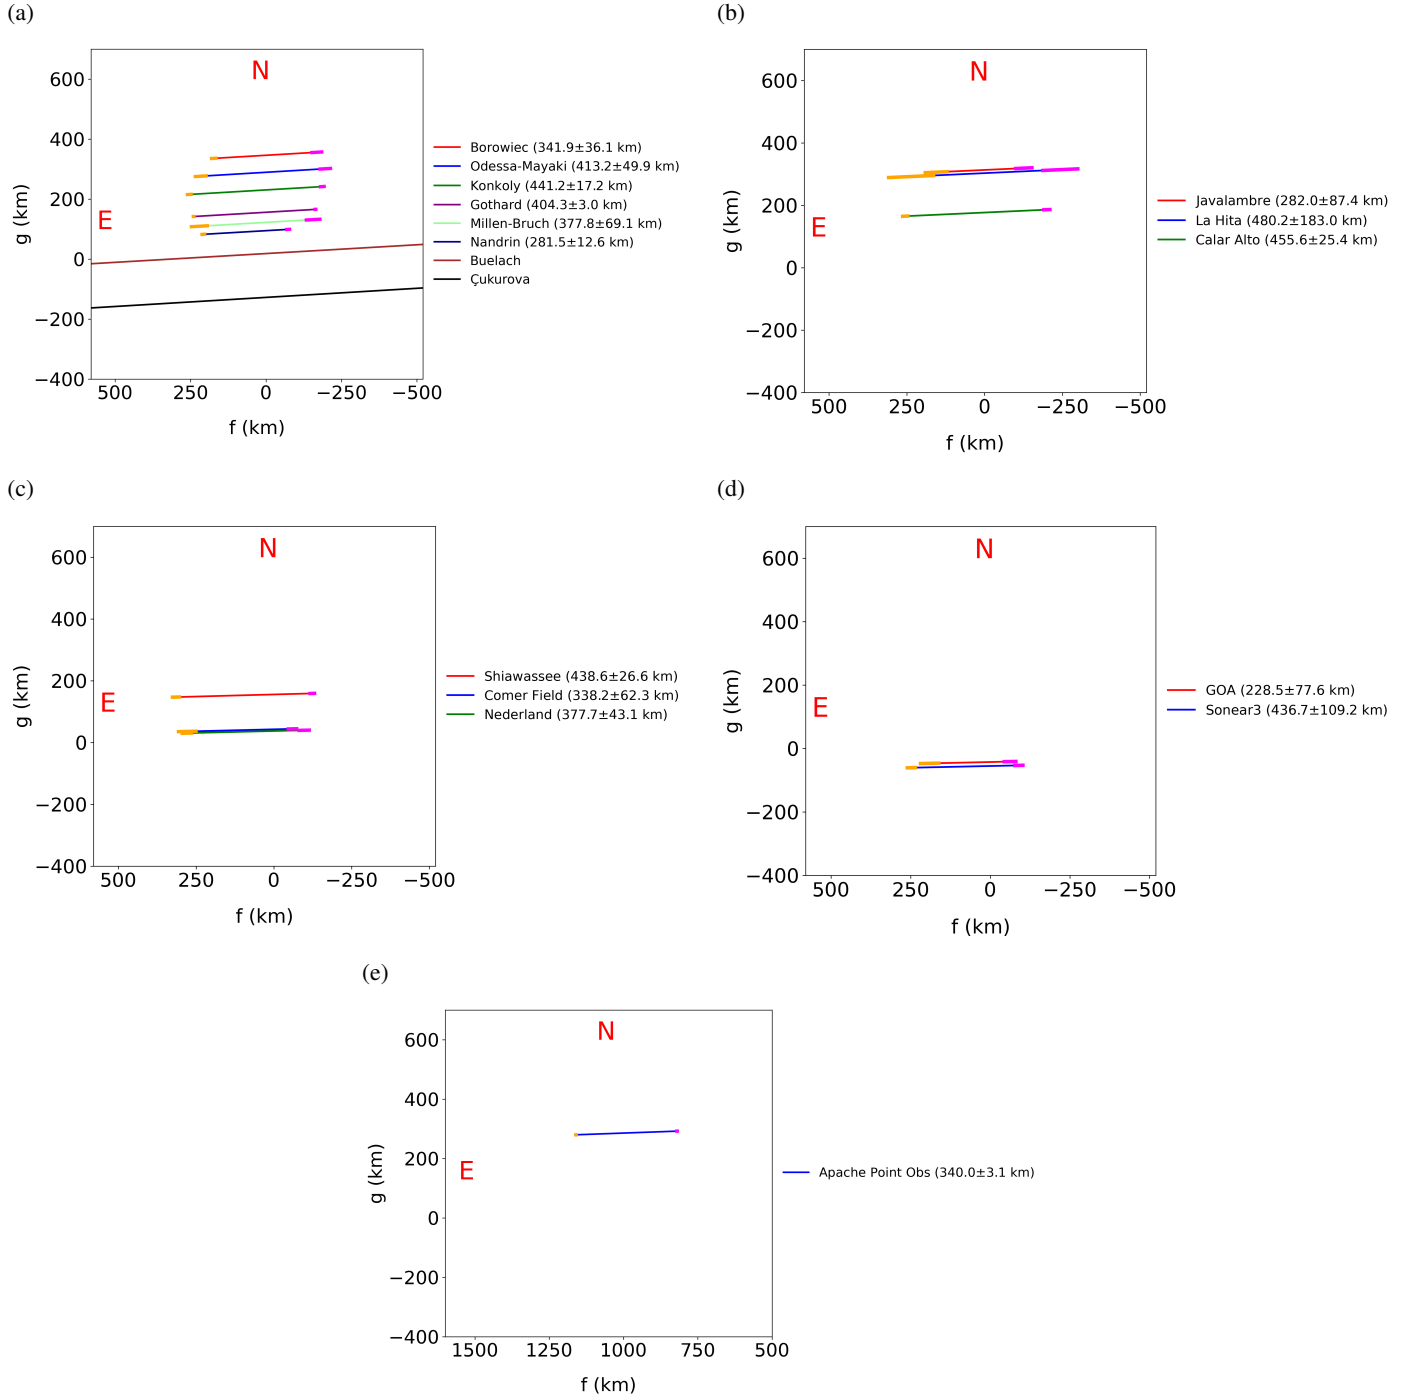 (a)
N
E
600
400
200
0
−200
−400
500
250
0
−250
−500
g (km)
f (km)
Borowiec (341.9±36.1 km)
Odessa-Mayaki (413.2±49.9 km)
Konkoly (441.2±17.2 km)
Gothard (404.3±3.0 km)
Millen-Bruch (377.8±69.1 km)
Nandrin (281.5±12.6 km)
Buelach
Çukurova
(b)
N
E
600
400
200
0
−200
−400
500
250
0
−250
−500
g (km)
f (km)
Javalambre (282.0±87.4 km)
La Hita (480.2±183.0 km)
Calar Alto (455.6±25.4 km)
(c)
N
E
600
400
200
0
−200
−400
500
250
0
−250
−500
g (km)
f (km)
Shiawassee (438.6±26.6 km)
Comer Field (338.2±62.3 km)
Nederland (377.7±43.1 km)
(d)
N
E
600
400
200
0
−200
−400
500
250
0
−250
−500
g (km)
f (km)
GOA (228.5±77.6 km)
Sonear3 (436.7±109.2 km)
(e)
N
E
600
400
200
0
−200
−400
1500
1250
1000
750
500
g (km)
f (km)
Apache Point Obs (340.0±3.1 km)